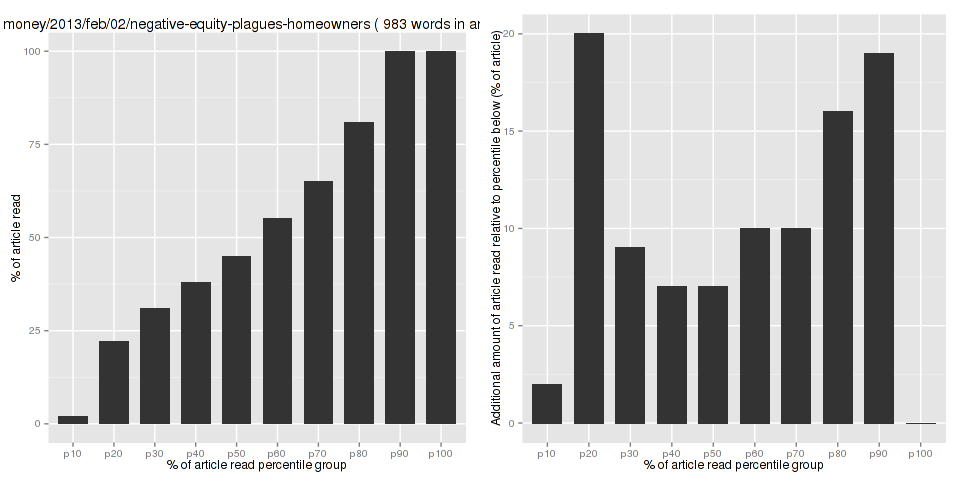 money/2013/feb/02/negative-equity-plagues-homeowners ( 983 words in ar
100
75
50
25
0
% of article read
p10 p20 p30 p40 p50 p60 p70 p80 p90 p100
% of article read percentile group
20
15
10
5
0
Additional amount of article read relative to percentile below (% of article)
p10 p20 p30 p40 p50 p60 p70 p80 p90 p100
% of article read percentile group